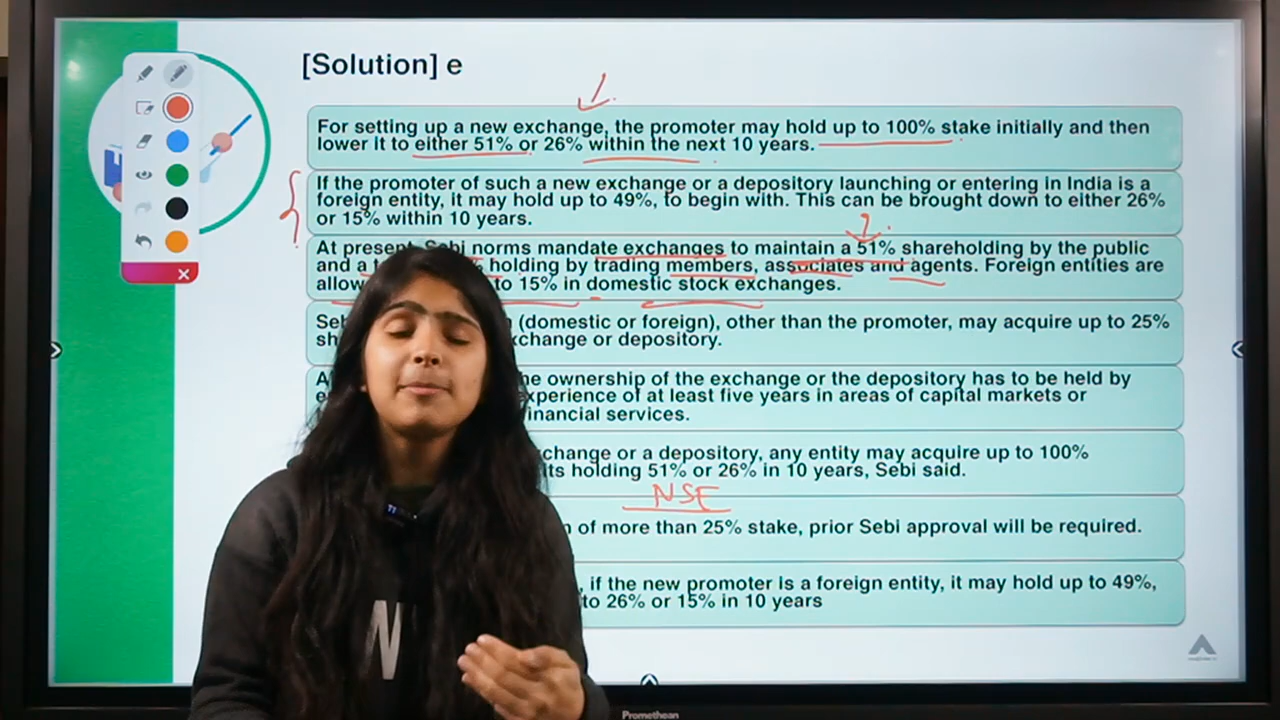 [Solution] e
For setting up a new exchange, the promoter may hold up to 100% stake initially and then
lower it to either 51% or 26% within the next 10 years.
If the promoter of such a new exchange or a depository launching or entering in India is a
foreign entity, it may hold up to 49%, to begin with. This can be brought down to either 26%
or 15% within 10 years.
At present, Sebi norms mandate exchanges to maintain a 51% shareholding by the public
and a holding by trading members, associates and agents. Foreign entities are
to 15% in domestic stock exchanges.
(domestic or foreign), other than the promoter, may acquire up to 25%
exchange or depository.
he ownership of the exchange or the depository has to be held by
experience of at least five years in areas of capital markets or
financial services.
change or a depository, any entity may acquire up to 100%
its holding 51% or 26% in 10 years, Sebi said.
NSE
of more than 25% stake, prior Sebi approval will be required.
, if the new promoter is a foreign entity, it may hold up to 49%,
to 26% or 15% in 10 years
N
Promethean